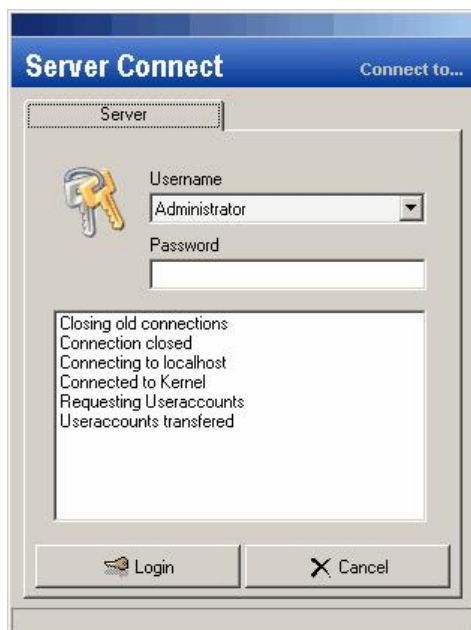 Server Connect
Connect to...
Server
Username
Administrator
Password
Closing old connections
Connection closed
Connecting to localhost
Connected to Kernel
Requesting Useraccounts
Useraccounts transfered
Login
Cancel